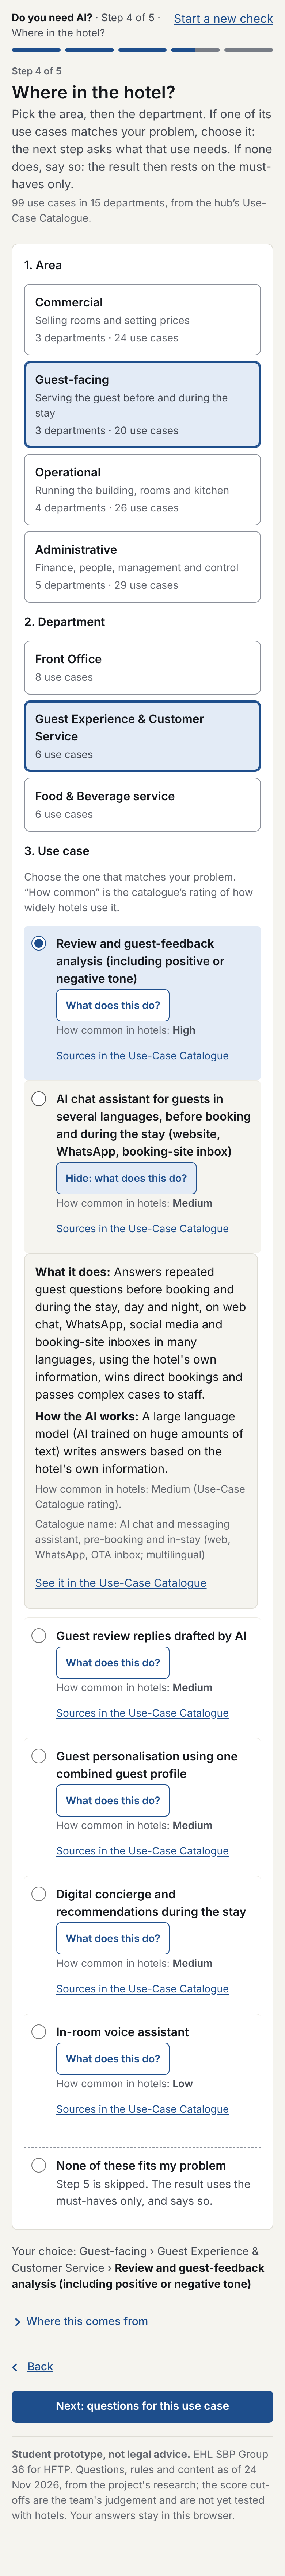 Do you need AI? · Step 4 of 5 ·
Where in the hotel?
Start a new check
Step 4 of 5
Where in the hotel?
Pick the area, then the department. If one of its
use cases matches your problem, choose it:
the next step asks what that use needs. If none
does, say so: the result then rests on the must-
haves only.
99 use cases in 15 departments, from the hub's Use-
Case Catalogue.
1. Area
Commercial
Selling rooms and setting prices
3 departments · 24 use cases
Guest-facing
Serving the guest before and during the
stay
3 departments · 20 use cases
Operational
Running the building, rooms and kitchen
4 departments · 26 use cases
Administrative
Finance, people, management and control
5 departments · 29 use cases
2. Department
Front Office
8 use cases
Guest Experience & Customer
Service
6 use cases
Food & Beverage service
6 use cases
3. Use case
Choose the one that matches your problem.
“How common” is the catalogue's rating of how
widely hotels use it.
Review and guest-feedback
analysis (including positive or
negative tone)
What does this do?
How common in hotels: High
Sources in the Use-Case Catalogue
AI chat assistant for guests in
several languages, before booking
and during the stay (website,
WhatsApp, booking-site inbox)
Hide: what does this do?
How common in hotels: Medium
Sources in the Use-Case Catalogue
What it does: Answers repeated
guest questions before booking and
during the stay, day and night, on web
chat, WhatsApp, social media and
booking-site inboxes in many
languages, using the hotel's own
information, wins direct bookings and
passes complex cases to staff.
How the AI works: A large language
model (AI trained on huge amounts of
text) writes answers based on the
hotel's own information.
How common in hotels: Medium (Use-Case
Catalogue rating).
Catalogue name: AI chat and messaging
assistant, pre-booking and in-stay (web,
WhatsApp, OTA inbox; multilingual)
See it in the Use-Case Catalogue
Guest review replies drafted by AI
What does this do?
How common in hotels: Medium
Sources in the Use-Case Catalogue
Guest personalisation using one
combined guest profile
What does this do?
How common in hotels: Medium
Sources in the Use-Case Catalogue
Digital concierge and
recommendations during the stay
What does this do?
How common in hotels: Medium
Sources in the Use-Case Catalogue
In-room voice assistant
What does this do?
How common in hotels: Low
Sources in the Use-Case Catalogue
None of these fits my problem
Step 5 is skipped. The result uses the
must-haves only, and says so.
Your choice: Guest-facing › Guest Experience &
Customer Service › Review and guest-feedback
analysis (including positive or negative tone)
Where this comes from
Back
Next: questions for this use case
Student prototype, not legal advice. EHL SBP Group
36 for HFTP. Questions, rules and content as of 24
Nov 2026, from the project's research; the score cut-
offs are the team's judgement and are not yet tested
with hotels. Your answers stay in this browser.